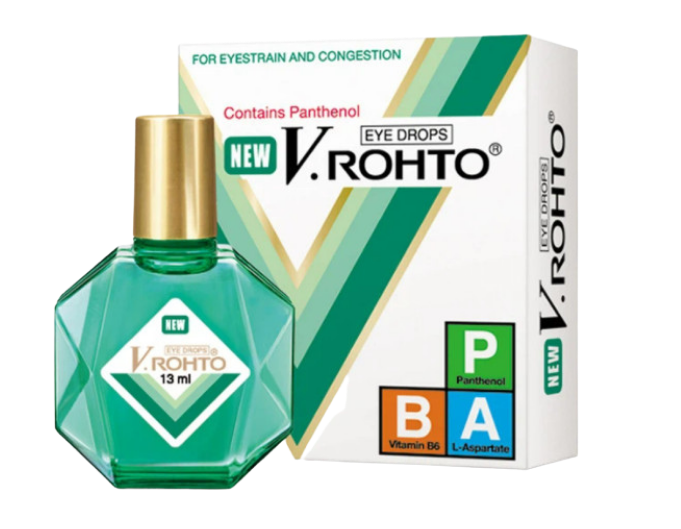 FOR EYESTRAIN AND CONGESTION
Contains Panthenol
EYE DROPS
NEW V.ROHTO®
P
Panthenol
B A
Vitamin B6 L-Aspartate
NEW V.ROHTO®
EYE DROPS
NEW
EYE DROPS
V.ROHTO®
13 ml